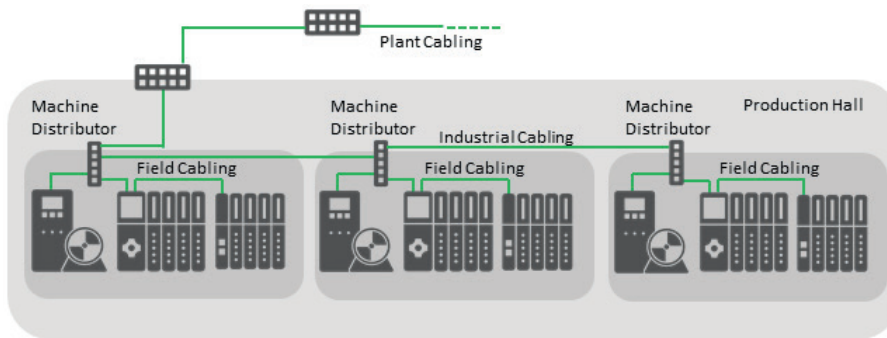 Plant Cabling
Machine
Distributor
Machine
Distributor
Machine
Distributor
Production Hall
Industrial Cabling
Field Cabling
Field Cabling
Field Cabling